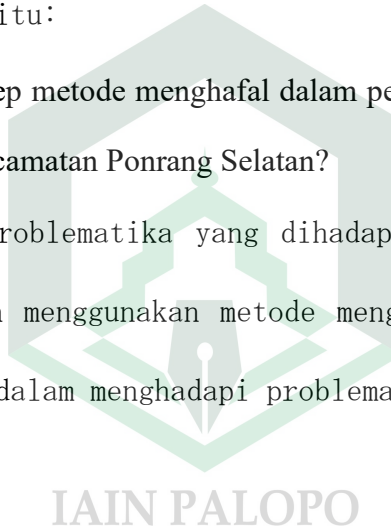 itu:
ep metode menghafal dalam pe
camatan Ponrang Selatan?
roblematika yang dihadap
menggunakan metode meng
dalam menghadapi problema
IAIN PALOPO